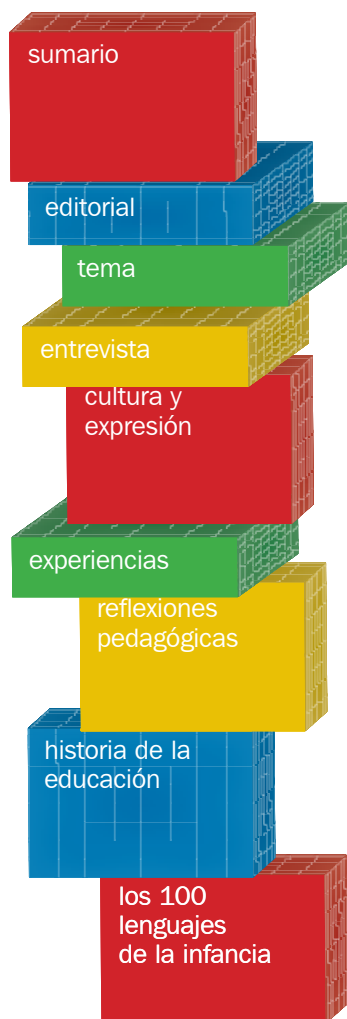 sumario
editorial
tema
entrevista
cultura y
expresión
experiencias
reflexiones
pedagógicas
historia de la
educación
los 100
lenguajes
de la infancia